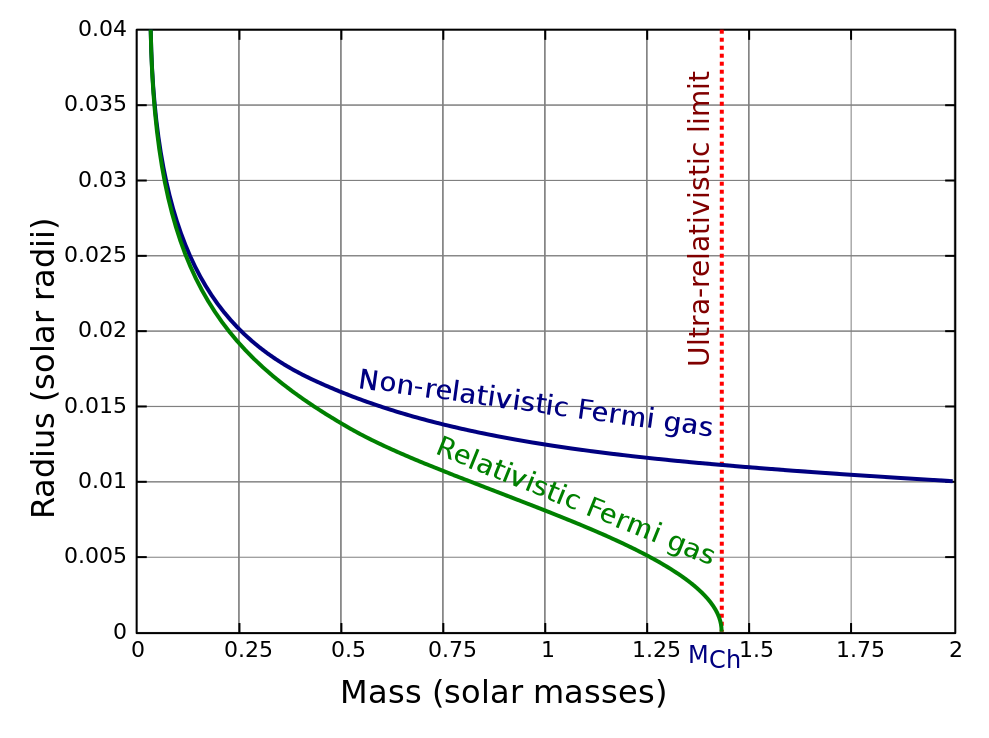 0.04
0.035
0.03
0.025
0.02
0.015
0.01
0.005
0
Radius (solar radii)
Ultra-relativistic limit
Non-relativistic Fermi gas
Relativistic Fermi gas
0 0.25 0.5 0.75 1 1.25 MCh 1.5 1.75 2
Mass (solar masses)